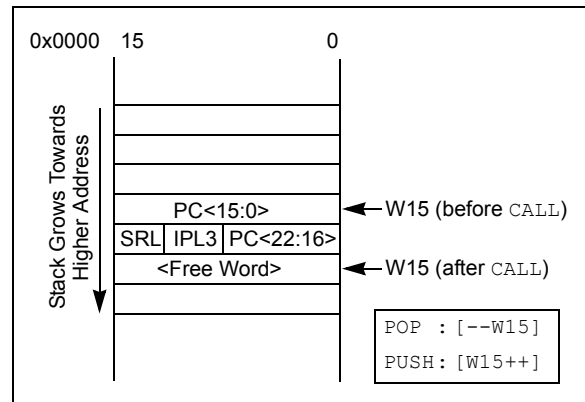 0x0000 15 0
Stack Grows Towards
Higher Address
PC<15:0>
W15 (before CALL)
SRL IPL3 PC<22:16>
<Free Word>
W15 (after CALL)
POP : [--W15]
PUSH: [W15++]